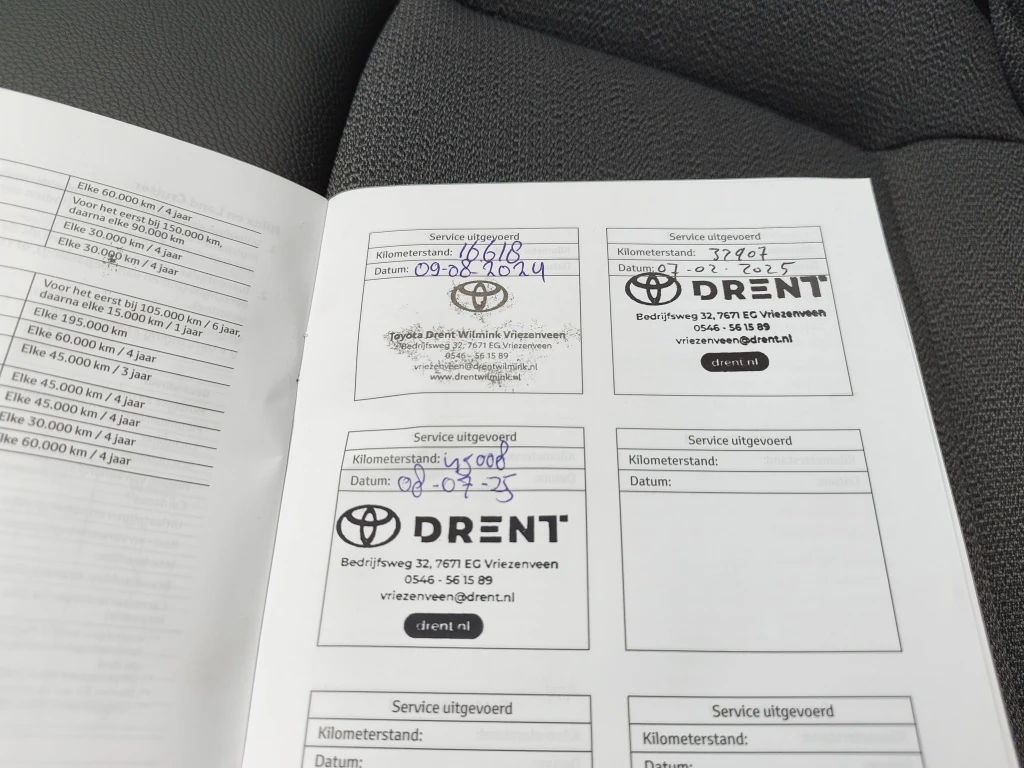 Elke 60.000 km / 4 jaar
Voor het eerst bij 150.000 km,
daarna elke 90.000 km
Elke 30.000 km / 4 jaar
Elke 30.000 km / 4 jaar
Voor het eerst bij 105.000 km / 6 jaar,
daarna elke 15.000 km / 1 jaar
Elke 195.000 km
Elke 60.000 km / 4 jaar
Elke 45.000 km / 3 jaar
Elke 45.000 km / 4 jaar
Elke 45.000 km / 4 jaar
Elke 30.000 km / 4 jaar
lke 60.000 km / 4 jaar
Service uitgevoerd
Kilometerstand: 16618
Datum: 09-08-2024
Toyota Drent Wilmink Vriezenveen
Bedrijfsweg 32, 7671 EG Vriezenveen
0546 - 56 15 89
vriezenveen@drentwilmink.nl
www.drentwilmink.nl
Service uitgevoerd
Kilometerstand: 32907
Datum: 07-02-2025
DRENT
Bedrijfsweg 32, 7671 EG Vriezenveen
0546 - 56 15 89
vriezenveen@drent.nl
drent.nl
Service uitgevoerd
Kilometerstand: 45008
Datum: 08-07-25
DRENT
Bedrijfsweg 32, 7671 EG Vriezenveen
0546 - 56 15 89
vriezenveen@drent.nl
drent.nl
Service uitgevoerd
Kilometerstand:
Datum:
Service uitgevoerd
Kilometerstand:
Datum:
Service uitgevoerd
Kilometerstand:
Datum: